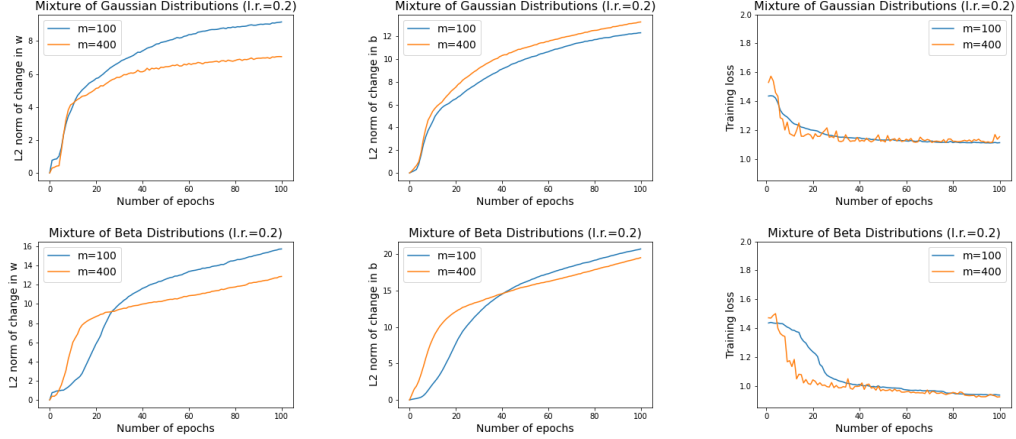 Mixture of Gaussian Distributions (l.r.=0.2)
m=100
m=400
8
6
4
2
0
0 20 40 60 80 100
L2 norm of change in w
Number of epochs
Mixture of Gaussian Distributions (l.r.=0.2)
m=100
m=400
12
10
8
6
4
2
0
0 20 40 60 80 100
L2 norm of change in b
Number of epochs
Mixture of Gaussian Distributions (l.r.=0.2)
m=100
m=400
2.0
1.8
1.6
1.4
1.2
1.0
0 20 40 60 80 100
Training loss
Number of epochs
Mixture of Beta Distributions (l.r.=0.2)
m=100
m=400
16
14
12
10
8
6
4
2
0
0 20 40 60 80 100
L2 norm of change in w
Number of epochs
Mixture of Beta Distributions (l.r.=0.2)
m=100
m=400
20
15
10
5
0
0 20 40 60 80 100
L2 norm of change in b
Number of epochs
Mixture of Beta Distributions (l.r.=0.2)
m=100
m=400
2.0
1.8
1.6
1.4
1.2
1.0
0 20 40 60 80 100
Training loss
Number of epochs